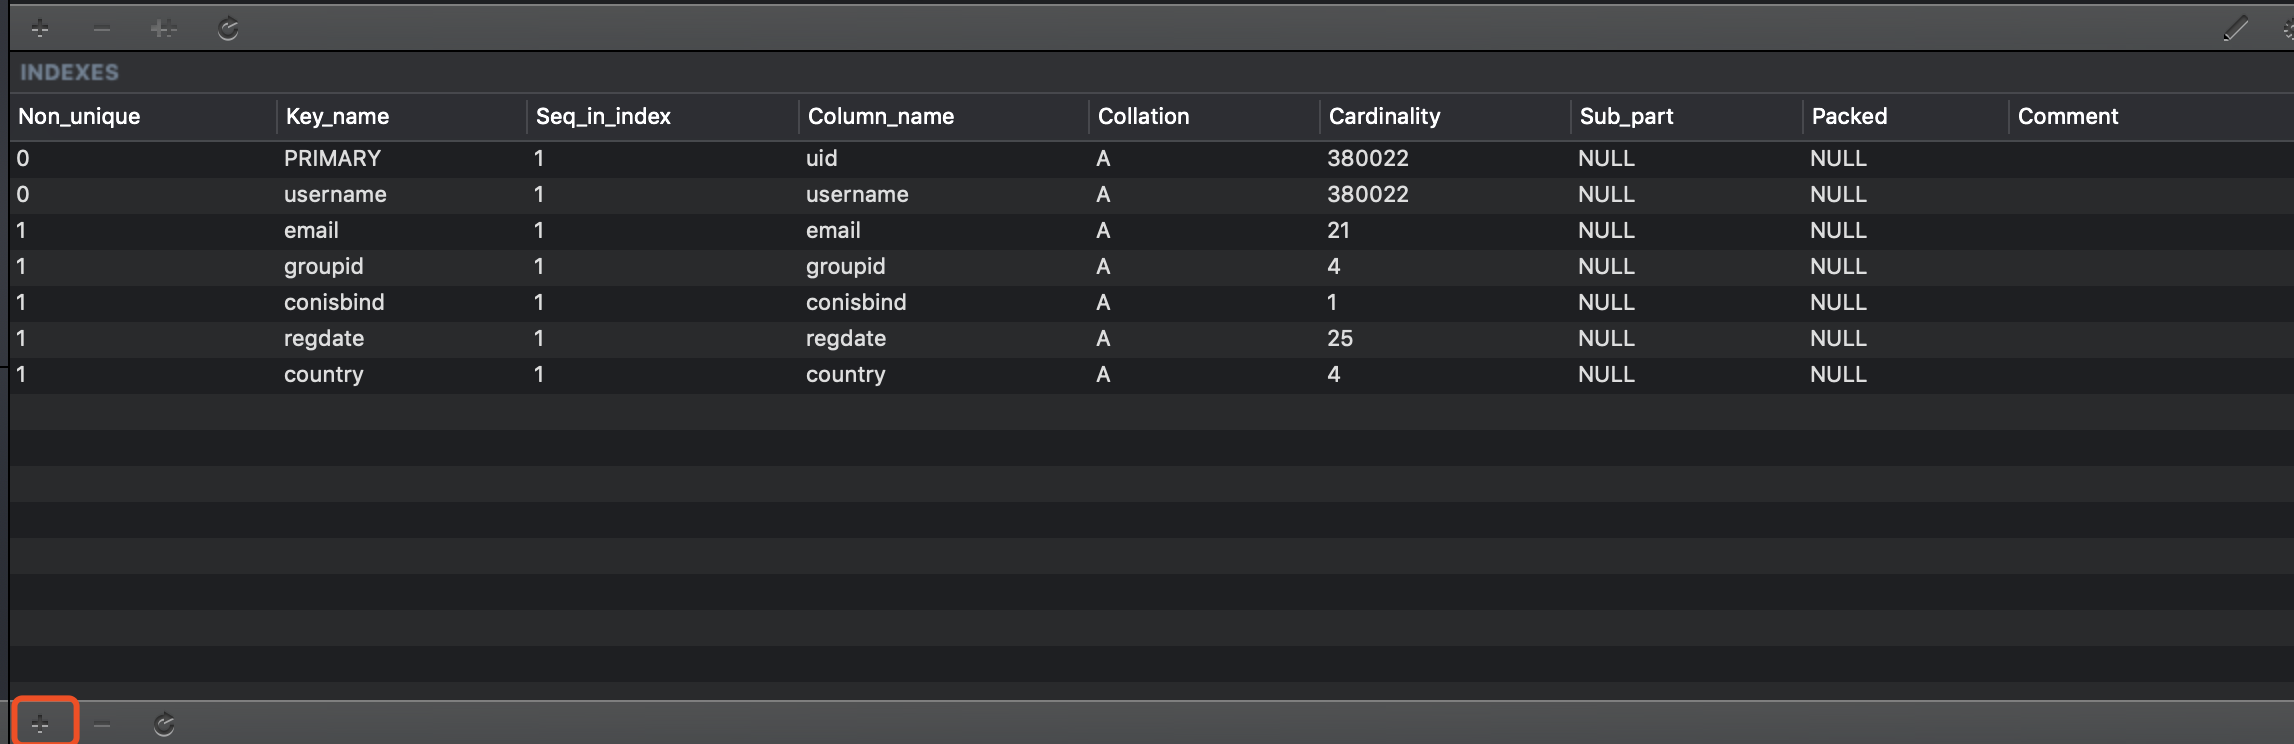 INDEXES
Non_unique Key_name Seq_in_index Column_name Collation Cardinality Sub_part Packed Comment
0 PRIMARY 1 uid A 380022 NULL NULL
0 username 1 username A 380022 NULL NULL
1 email 1 email A 21 NULL NULL
1 groupid 1 groupid A 4 NULL NULL
1 conisbind 1 conisbind A 1 NULL NULL
1 regdate 1 regdate A 25 NULL NULL
1 country 1 country A 4 NULL NULL